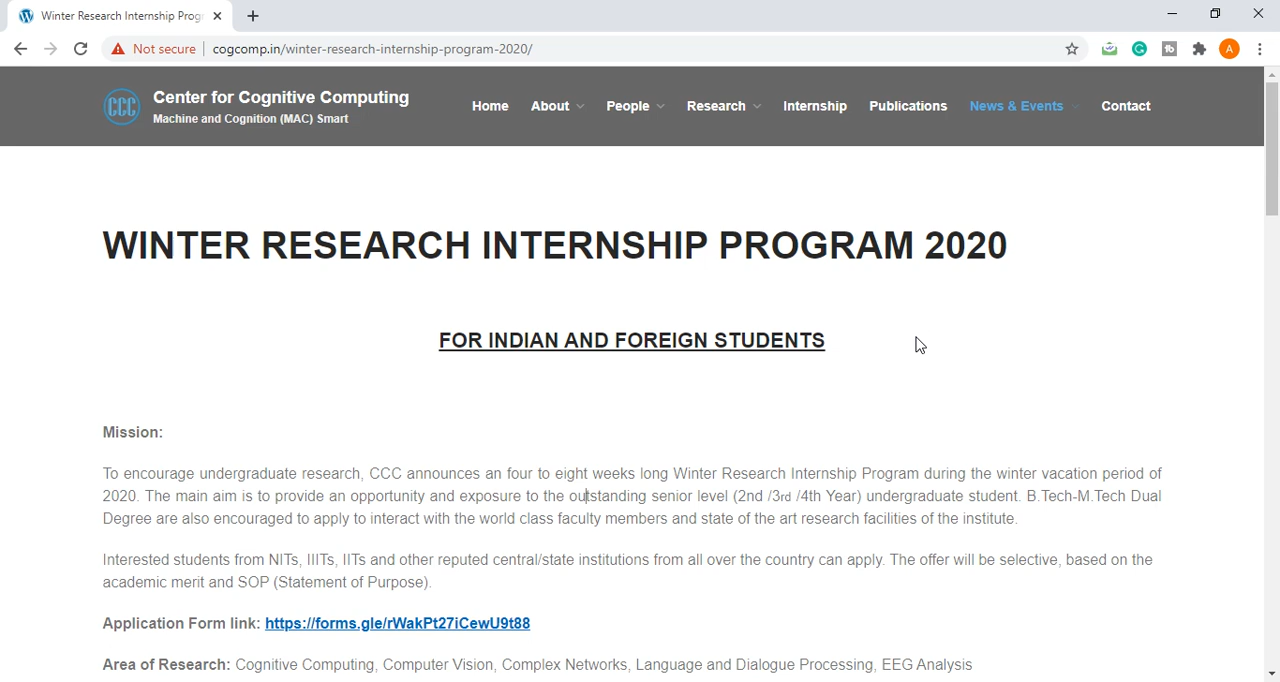 Winter Research Internship Prog
Not secure cogcomp.in/winter-research-internship-program-2020/
A
CCC
Center for Cognitive Computing
Machine and Cognition (MAC) Smart
Home About People Research Internship Publications News & Events Contact
WINTER RESEARCH INTERNSHIP PROGRAM 2020
FOR INDIAN AND FOREIGN STUDENTS
Mission:
To encourage undergraduate research, CCC announces an four to eight weeks long Winter Research Internship Program during the winter vacation period of
2020. The main aim is to provide an opportunity and exposure to the outstanding senior level (2nd /3rd /4th Year) undergraduate student. B.Tech-M.Tech Dual
Degree are also encouraged to apply to interact with the world class faculty members and state of the art research facilities of the institute.
Interested students from NITs, IIITs, IITs and other reputed central/state institutions from all over the country can apply. The offer will be selective, based on the
academic merit and SOP (Statement of Purpose).
Application Form link: https://forms.gle/rWakPt27iCewU9t88
Area of Research: Cognitive Computing, Computer Vision, Complex Networks, Language and Dialogue Processing, EEG Analysis